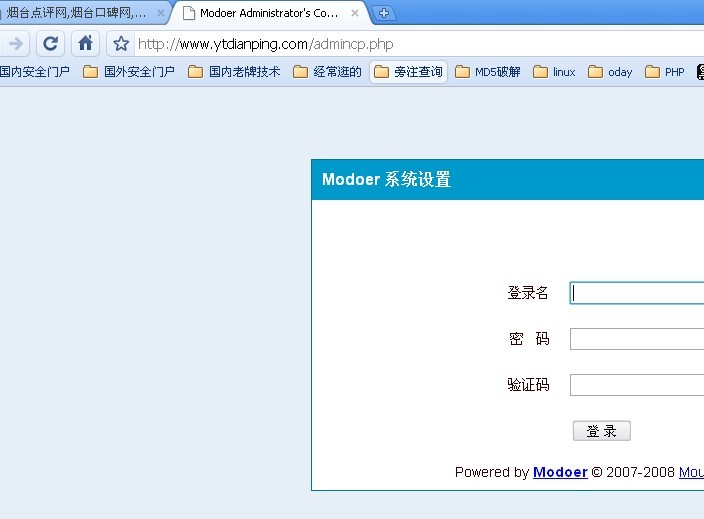 烟台点评网,烟台口碑网,... Modoer Administrator's Co...
http://www.ytdianping.com/admincp.php
国内安全门户 国外安全门户 国内老牌技术 经常逛的 旁注查询 MD5破解 linux oday PHP
Modoer 系统设置
登录名
密 码
验证码
登 录
Powered by Modoer © 2007-2008 Mou